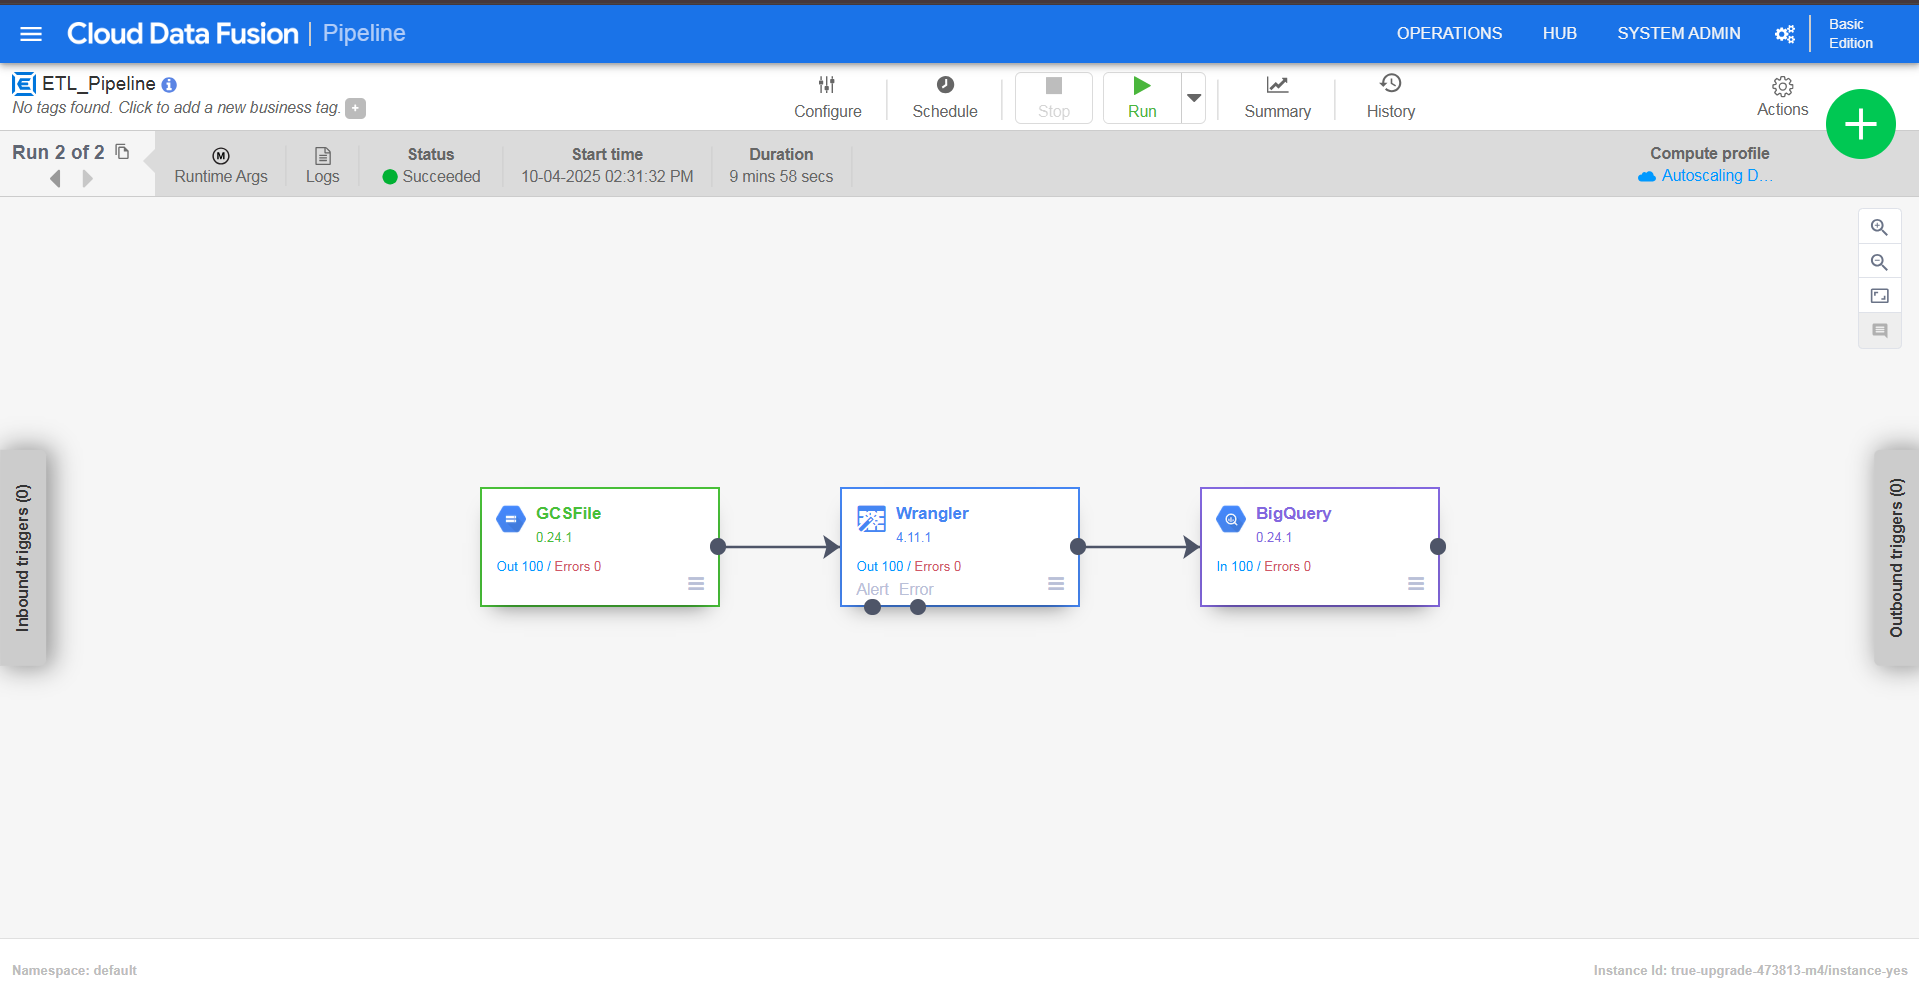 Cloud Data Fusion | Pipeline
OPERATIONS
HUB
SYSTEM ADMIN
Basic
Edition
ETL_Pipeline
No tags found. Click to add a new business tag.
+
Configure
Schedule
Stop
Run
Summary
History
Actions
Run 2 of 2
M
Runtime Args
Logs
Status
Succeeded
Start time
10-04-2025 02:31:32 PM
Duration
9 mins 58 secs
Compute profile
Autoscaling D...
Inbound triggers (0)
GCSFile
0.24.1
Out 100 / Errors 0
Wrangler
4.11.1
Out 100 / Errors 0
Alert Error
BigQuery
0.24.1
In 100 / Errors 0
Outbound triggers (0)
Namespace: default
Instance Id: true-upgrade-473813-m4/instance-yes